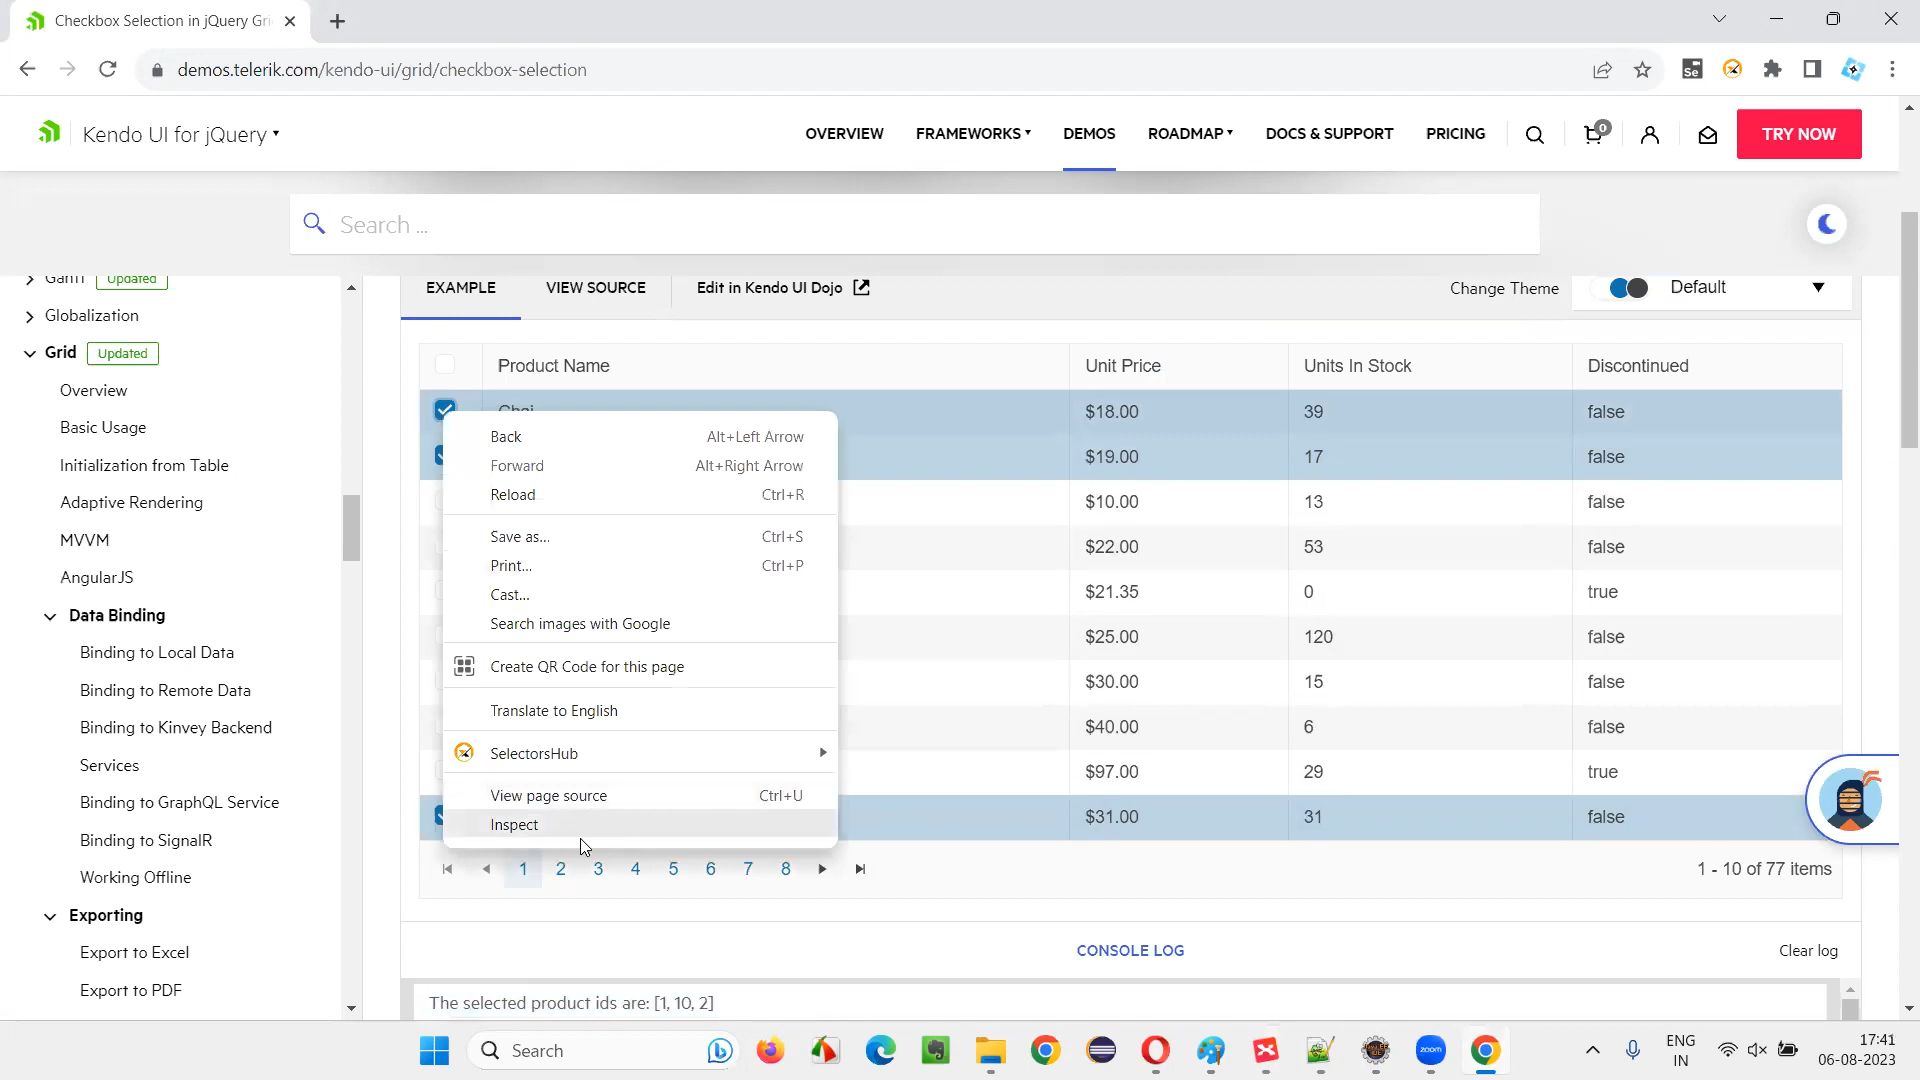 Checkbox Selection in jQuery Gri
demos.telerik.com/kendo-ui/grid/checkbox-selection
Se
Kendo UI for jQuery
OVERVIEW
FRAMEWORKS
DEMOS
ROADMAP
DOCS & SUPPORT
PRICING
0
TRY NOW
Search ...
Gantt
Updated
Globalization
Grid
Updated
Overview
Basic Usage
Initialization from Table
Adaptive Rendering
MVVM
AngularJS
Data Binding
Binding to Local Data
Binding to Remote Data
Binding to Kinvey Backend
Services
Binding to GraphQL Service
Binding to SignalR
Working Offline
Exporting
Export to Excel
Export to PDF
EXAMPLE
VIEW SOURCE
Edit in Kendo UI Dojo
Change Theme
Default
Product Name Unit Price Units In Stock Discontinued
Chai $18.00 39 false
$19.00 17 false
$10.00 13 false
$22.00 53 false
$21.35 0 true
$25.00 120 false
$30.00 15 false
$40.00 6 false
$97.00 29 true
$31.00 31 false
Back Alt+Left Arrow
Forward Alt+Right Arrow
Reload Ctrl+R
Save as... Ctrl+S
Print... Ctrl+P
Cast...
Search images with Google
Create QR Code for this page
Translate to English
SelectorsHub
View page source Ctrl+U
Inspect
1 2 3 4 5 6 7 8
1 - 10 of 77 items
CONSOLE LOG
Clear log
The selected product ids are: [1, 10, 2]
Search
zoom
ENG
IN
17:41
06-08-2023